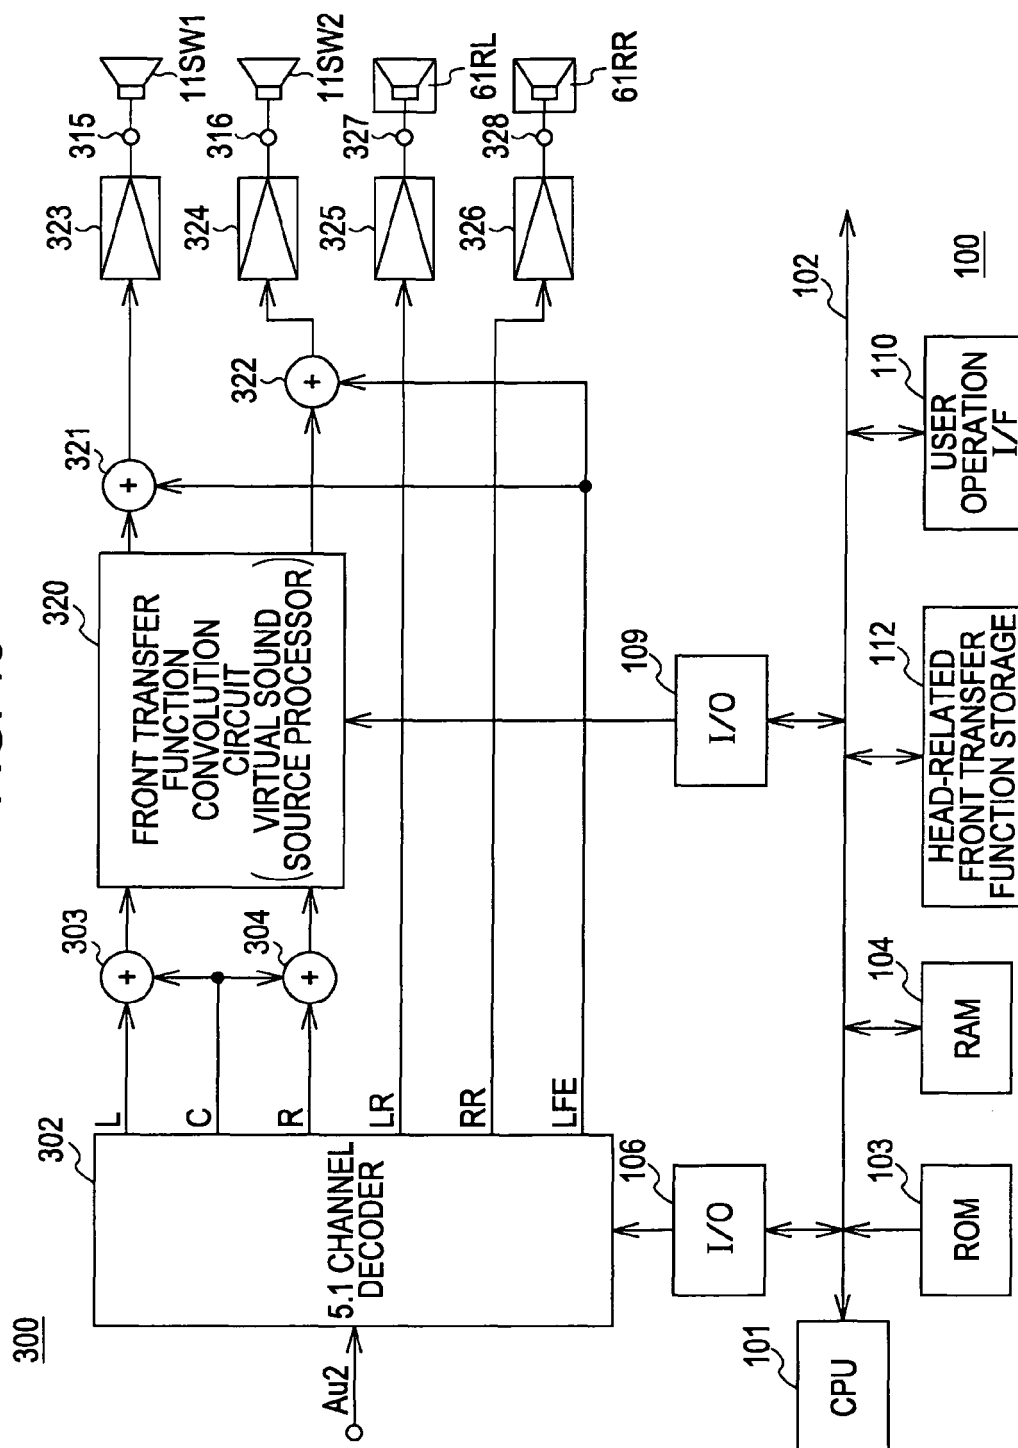 300
Au2
302
5.1 CHANNEL
DECODER
L
C
R
LR
RR
LFE
303
304
320
FRONT TRANSFER
FUNCTION
CONVOLUTION
CIRCUIT
(VIRTUAL SOUND
SOURCE PROCESSOR)
321
322
323
324
325
326
315
316
327
328
11SW1
11SW2
61RL
61RR
106
I/O
109
I/O
102
100
101
CPU
103
ROM
104
RAM
112
HEAD-RELATED
FRONT TRANSFER
FUNCTION STORAGE
110
USER
OPERATION
I/F